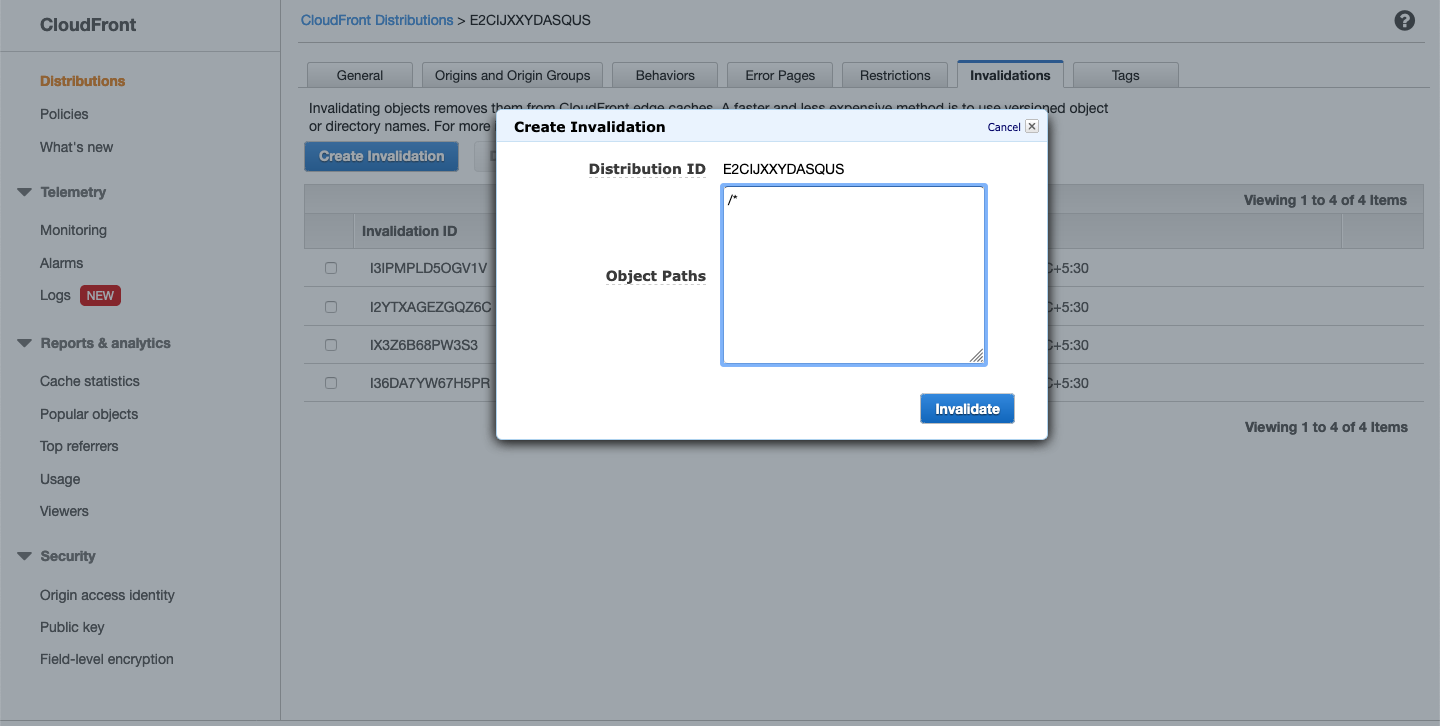 CloudFront
Distributions
Policies
What's new
Telemetry
Monitoring
Alarms
Logs NEW
Reports & analytics
Cache statistics
Popular objects
Top referrers
Usage
Viewers
Security
Origin access identity
Public key
Field-level encryption
CloudFront Distributions > E2CIJXXYDASQUS
General Origins and Origin Groups Behaviors Error Pages Restrictions Invalidations Tags
Invalidating objects removes them from CloudFront edge caches. A faster and less expensive method is to use versioned object
or directory names. For more
Create Invalidation
Viewing 1 to 4 of 4 Items
Invalidation ID
I3IPMPLD5OGV1V C+5:30
I2YTXAGEZGQZ6C C+5:30
IX3Z6B68PW3S3 C+5:30
I36DA7YW67H5PR C+5:30
Viewing 1 to 4 of 4 Items
Create Invalidation Cancel
Distribution ID E2CIJXXYDASQUS
Object Paths /*
Invalidate